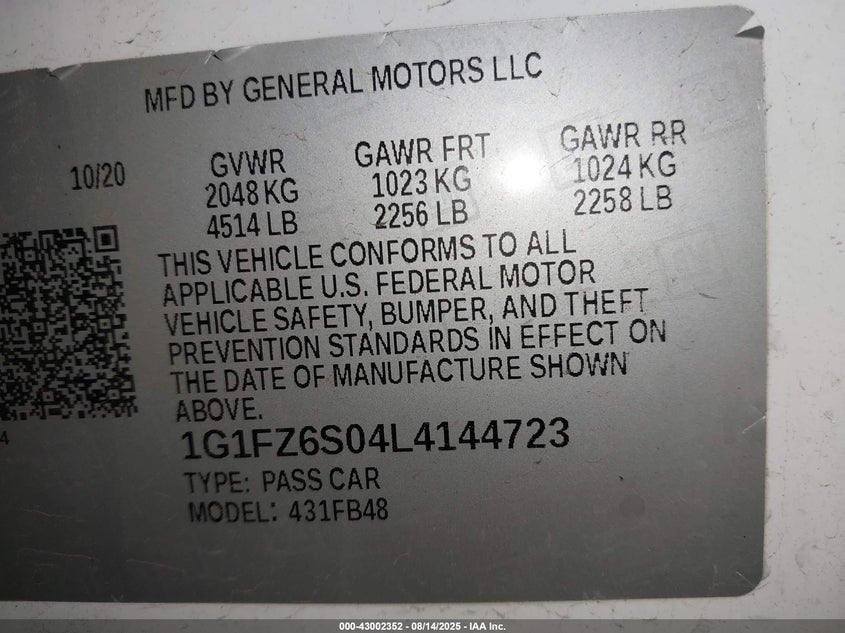 MFD BY GENERAL MOTORS LLC
10/20
GVWR
2048 KG
4514 LB
GAWR FRT
1023 KG
2256 LB
GAWR RR
1024 KG
2258 LB
THIS VEHICLE CONFORMS TO ALL
APPLICABLE U.S. FEDERAL MOTOR
VEHICLE SAFETY, BUMPER, AND THEFT
PREVENTION STANDARDS IN EFFECT ON
THE DATE OF MANUFACTURE SHOWN
ABOVE.
4
1G1FZ6S04L4144723
TYPE: PASS CAR
MODEL: 431FB48
000-43002352 - 08/14/2025 - IAA Inc.